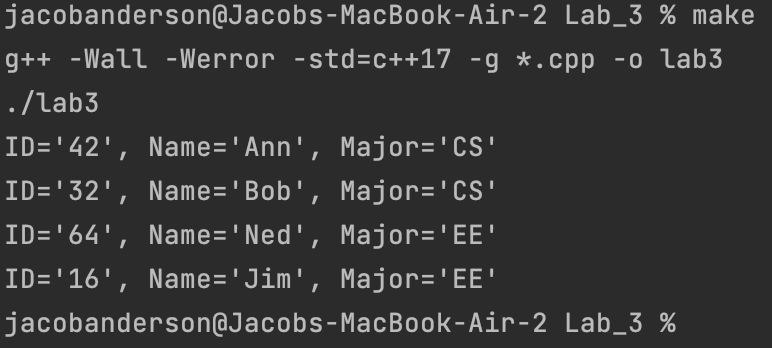 jacobanderson@Jacobs-MacBook-Air-2 Lab_3 % make
g++ -Wall -Werror -std=c++17 -g *.cpp -o lab3
./lab3
ID='42', Name='Ann', Major='CS'
ID='32', Name='Bob', Major='CS'
ID='64', Name='Ned', Major='EE'
ID='16', Name='Jim', Major='EE'
jacobanderson@Jacobs-MacBook-Air-2 Lab_3 %